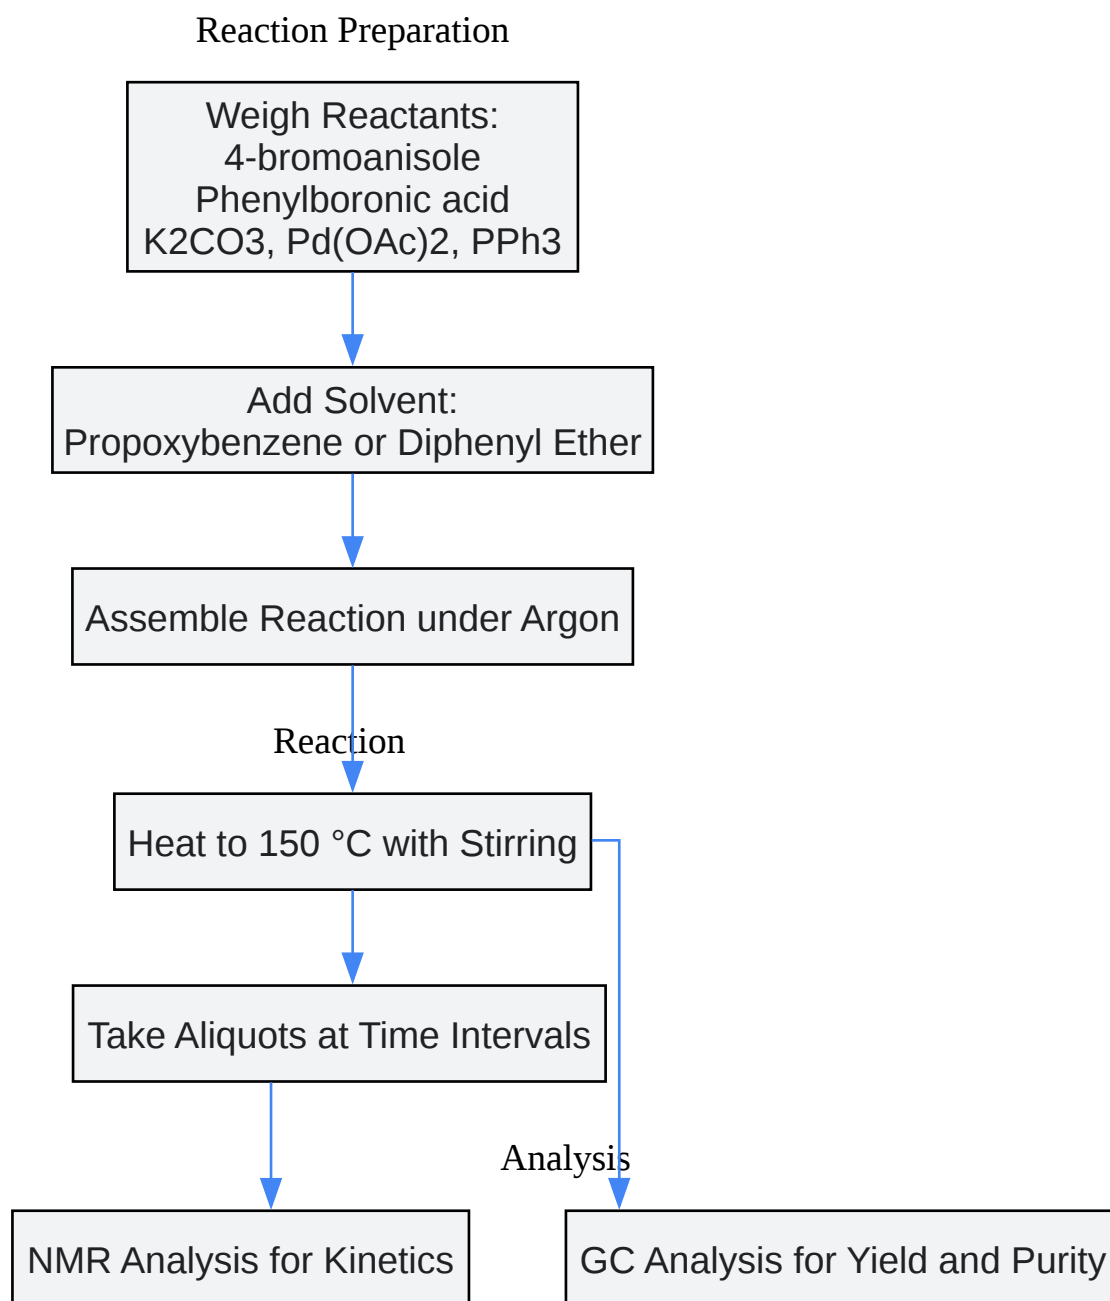 Reaction Preparation
Weigh Reactants:
4-bromoanisole
Phenylboronic acid
K2CO3, Pd(OAc)2, PPh3
Add Solvent:
Propoxybenzene or Diphenyl Ether
Assemble Reaction under Argon
Reaction
Heat to 150 °C with Stirring
Take Aliquots at Time Intervals
Analysis
NMR Analysis for Kinetics
GC Analysis for Yield and Purity